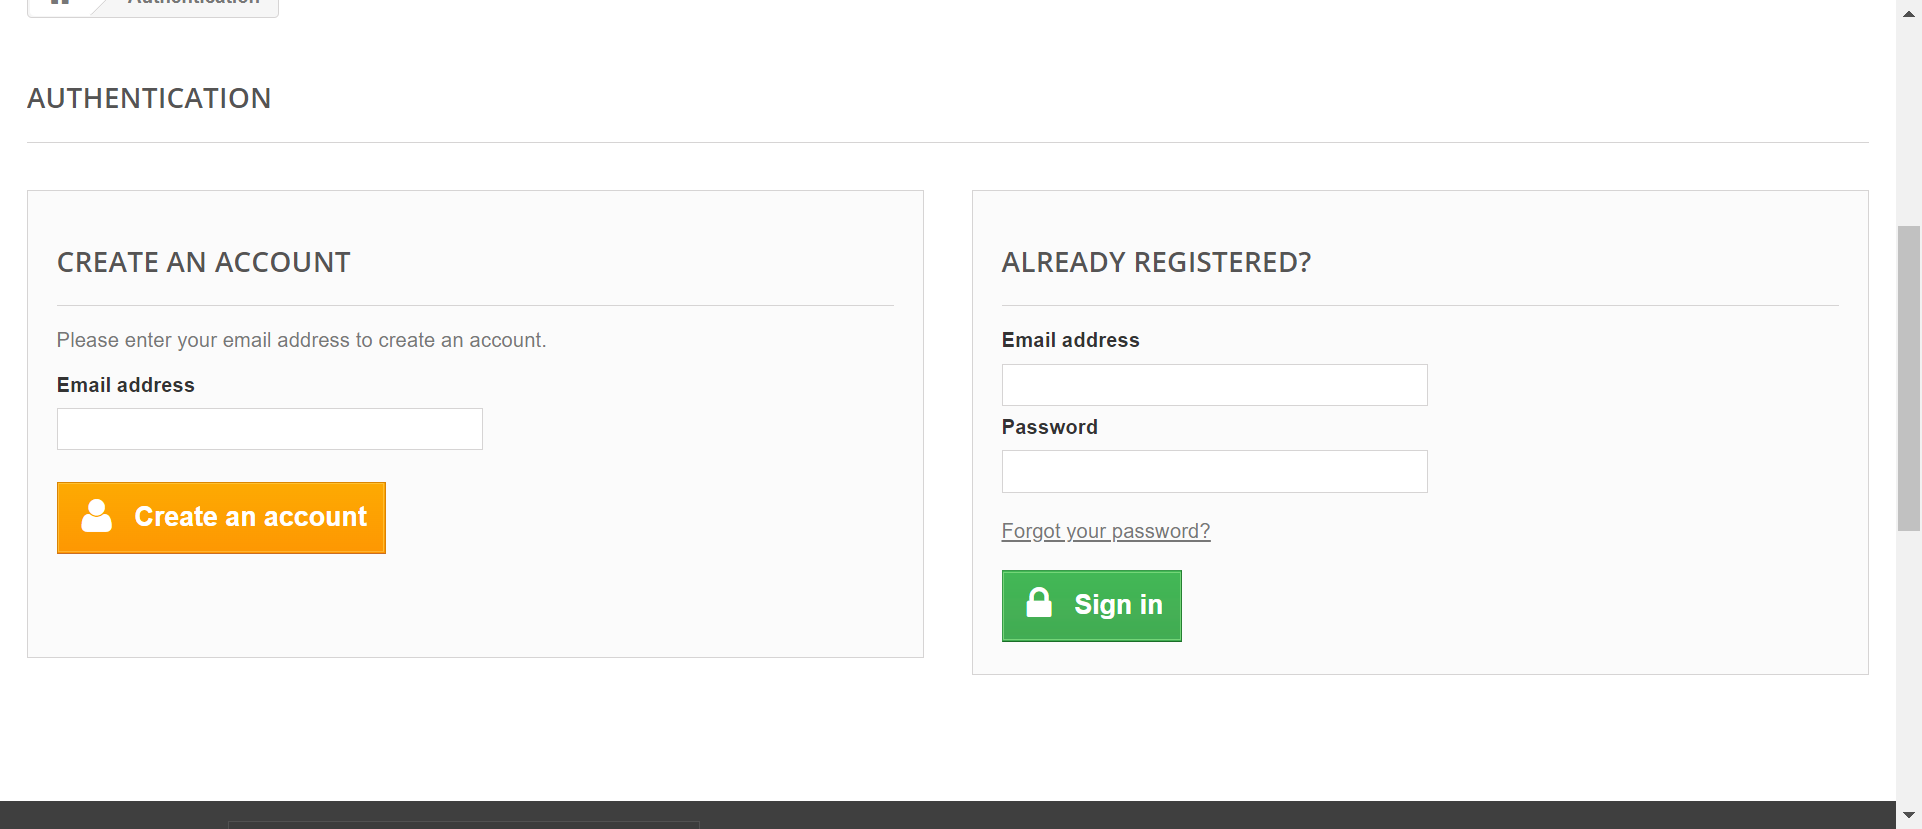 Authentication
AUTHENTICATION
CREATE AN ACCOUNT
Please enter your email address to create an account.
Email address
Create an account
ALREADY REGISTERED?
Email address
Password
Forgot your password?
Sign in